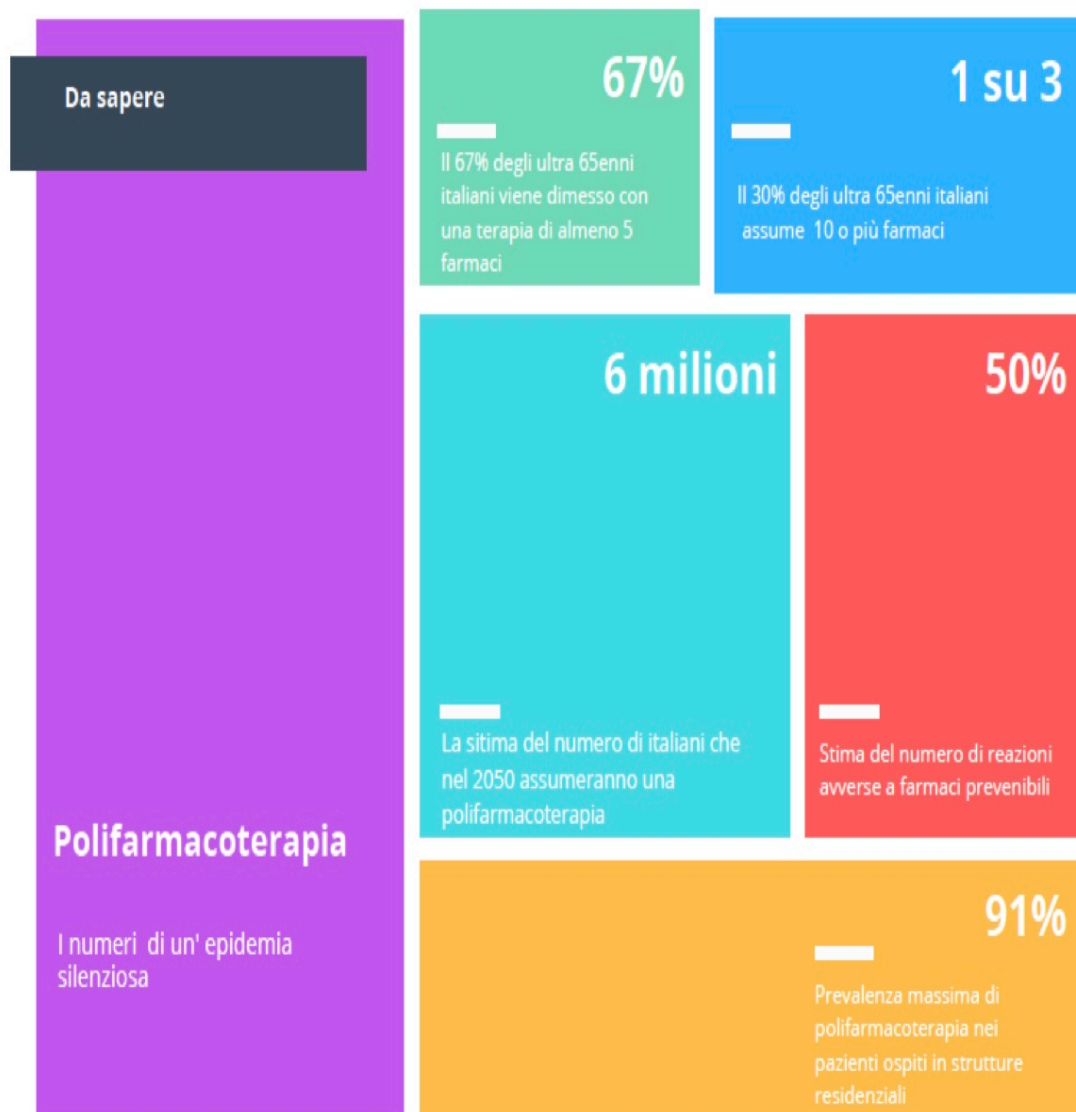 Da sapere
Polifarmacoterapia
I numeri di un' epidemia
silenziosa
67%
Il 67% degli ultra 65enni
italiani viene dimesso con
una terapia di almeno 5
farmaci
1 su 3
Il 30% degli ultra 65enni italiani
assume 10 o più farmaci
6 milioni
La sitima del numero di italiani che
nel 2050 assumeranno una
polifarmacoterapia
50%
Stima del numero di reazioni
avverse a farmaci prevenibili
91%
Prevalenza massima di
polifarmacoterapia nei
pazienti ospiti in strutture
residenziali